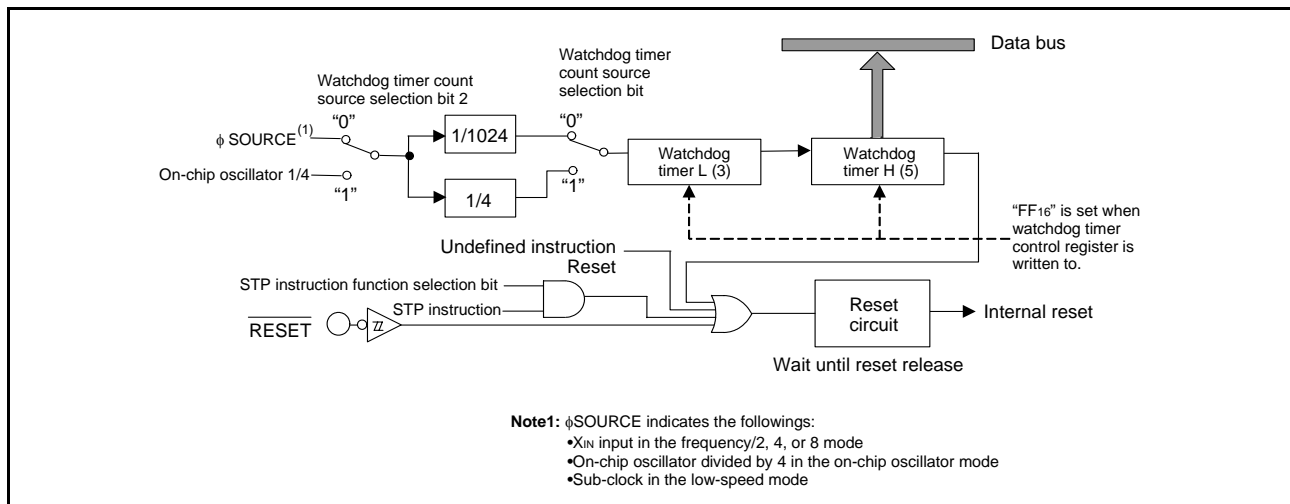 Data bus
Watchdog timer
count source
selection bit
Watchdog timer count
source selection bit 2
"0"
"0"
ϕ SOURCE(1)
1/1024
Watchdog
timer L (3)
Watchdog
timer H (5)
On-chip oscillator 1/4
"1"
"1"
1/4
"FF16" is set when
watchdog timer
control register is
written to.
Undefined instruction
Reset
STP instruction function selection bit
STP instruction
RESET
Reset
circuit
Internal reset
Wait until reset release
Note1: ϕSOURCE indicates the followings:
•XIN input in the frequency/2, 4, or 8 mode
•On-chip oscillator divided by 4 in the on-chip oscillator mode
•Sub-clock in the low-speed mode